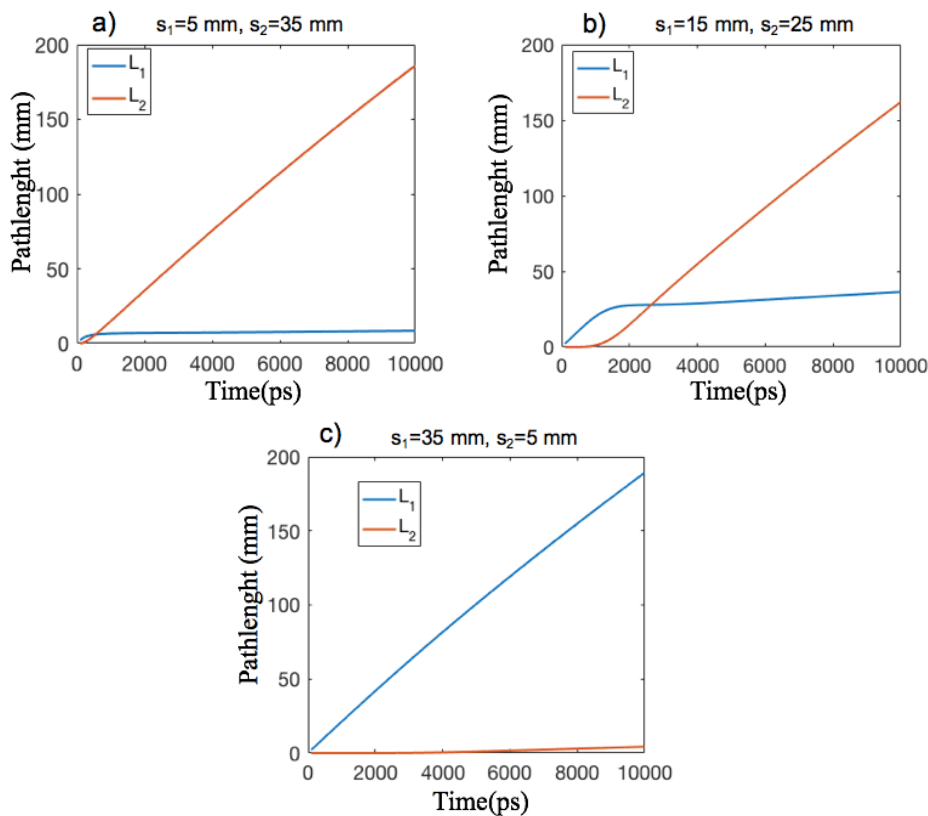 a) s₁=5 mm, s₂=35 mm
200
150
100
50
0
L₁
L₂
Pathlenght (mm)
0 2000 4000 6000 8000 10000
Time(ps)
b) s₁=15 mm, s₂=25 mm
200
150
100
50
0
L₁
L₂
Pathlenght (mm)
0 2000 4000 6000 8000 10000
Time(ps)
c) s₁=35 mm, s₂=5 mm
200
150
100
50
0
L₁
L₂
Pathlenght (mm)
0 2000 4000 6000 8000 10000
Time(ps)